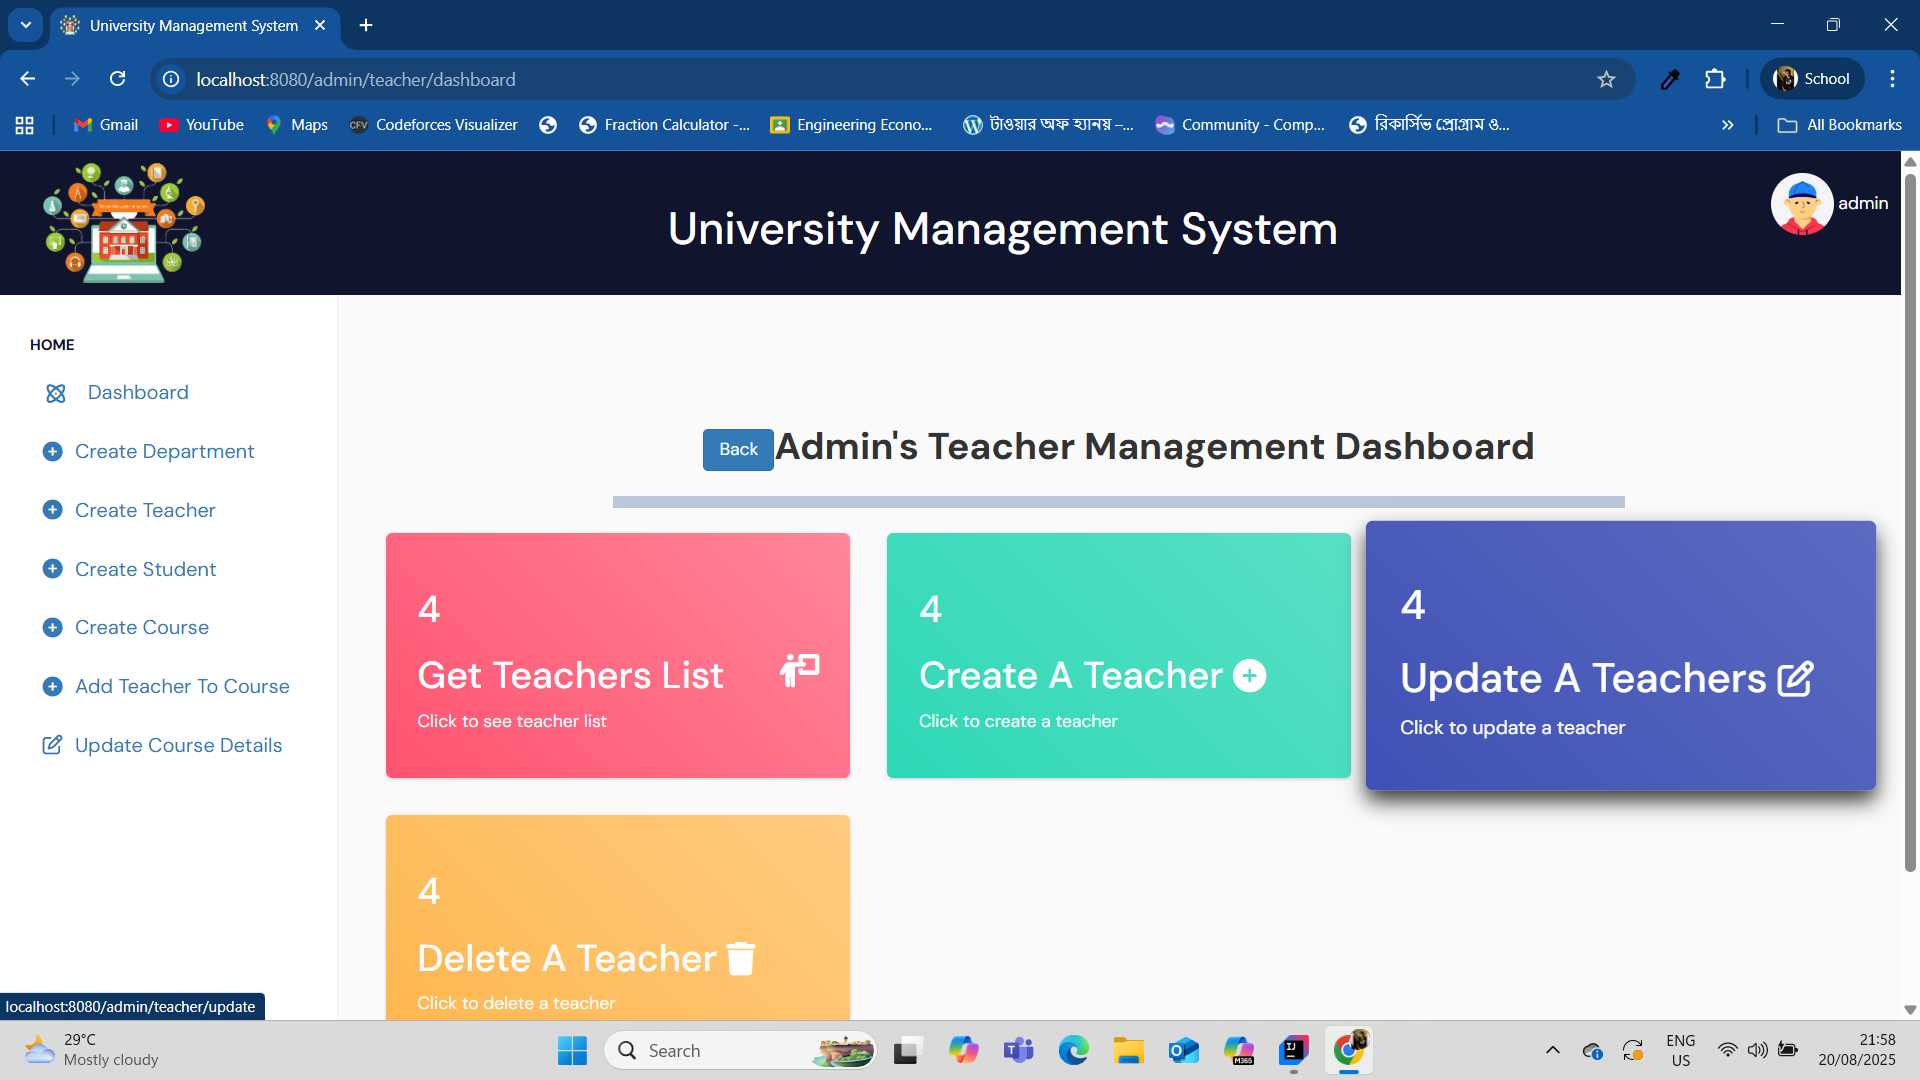 University Management System
localhost:8080/admin/teacher/dashboard
School
Gmail
YouTube
Maps
CFV
Codeforces Visualizer
Fraction Calculator -...
Engineering Econo...
টাওয়ার অফ হ্যানয় –...
Community - Comp...
রিকার্সিভ প্রোগ্রাম ও...
All Bookmarks
University Management System
admin
HOME
Dashboard
Create Department
Create Teacher
Create Student
Create Course
Add Teacher To Course
Update Course Details
Back
Admin's Teacher Management Dashboard
4
Get Teachers List
Click to see teacher list
4
Create A Teacher
Click to create a teacher
4
Update A Teachers
Click to update a teacher
4
Delete A Teacher
Click to delete a teacher
localhost:8080/admin/teacher/update
29°C
Mostly cloudy
Search
M365
IJ
ENG
US
21:58
20/08/2025